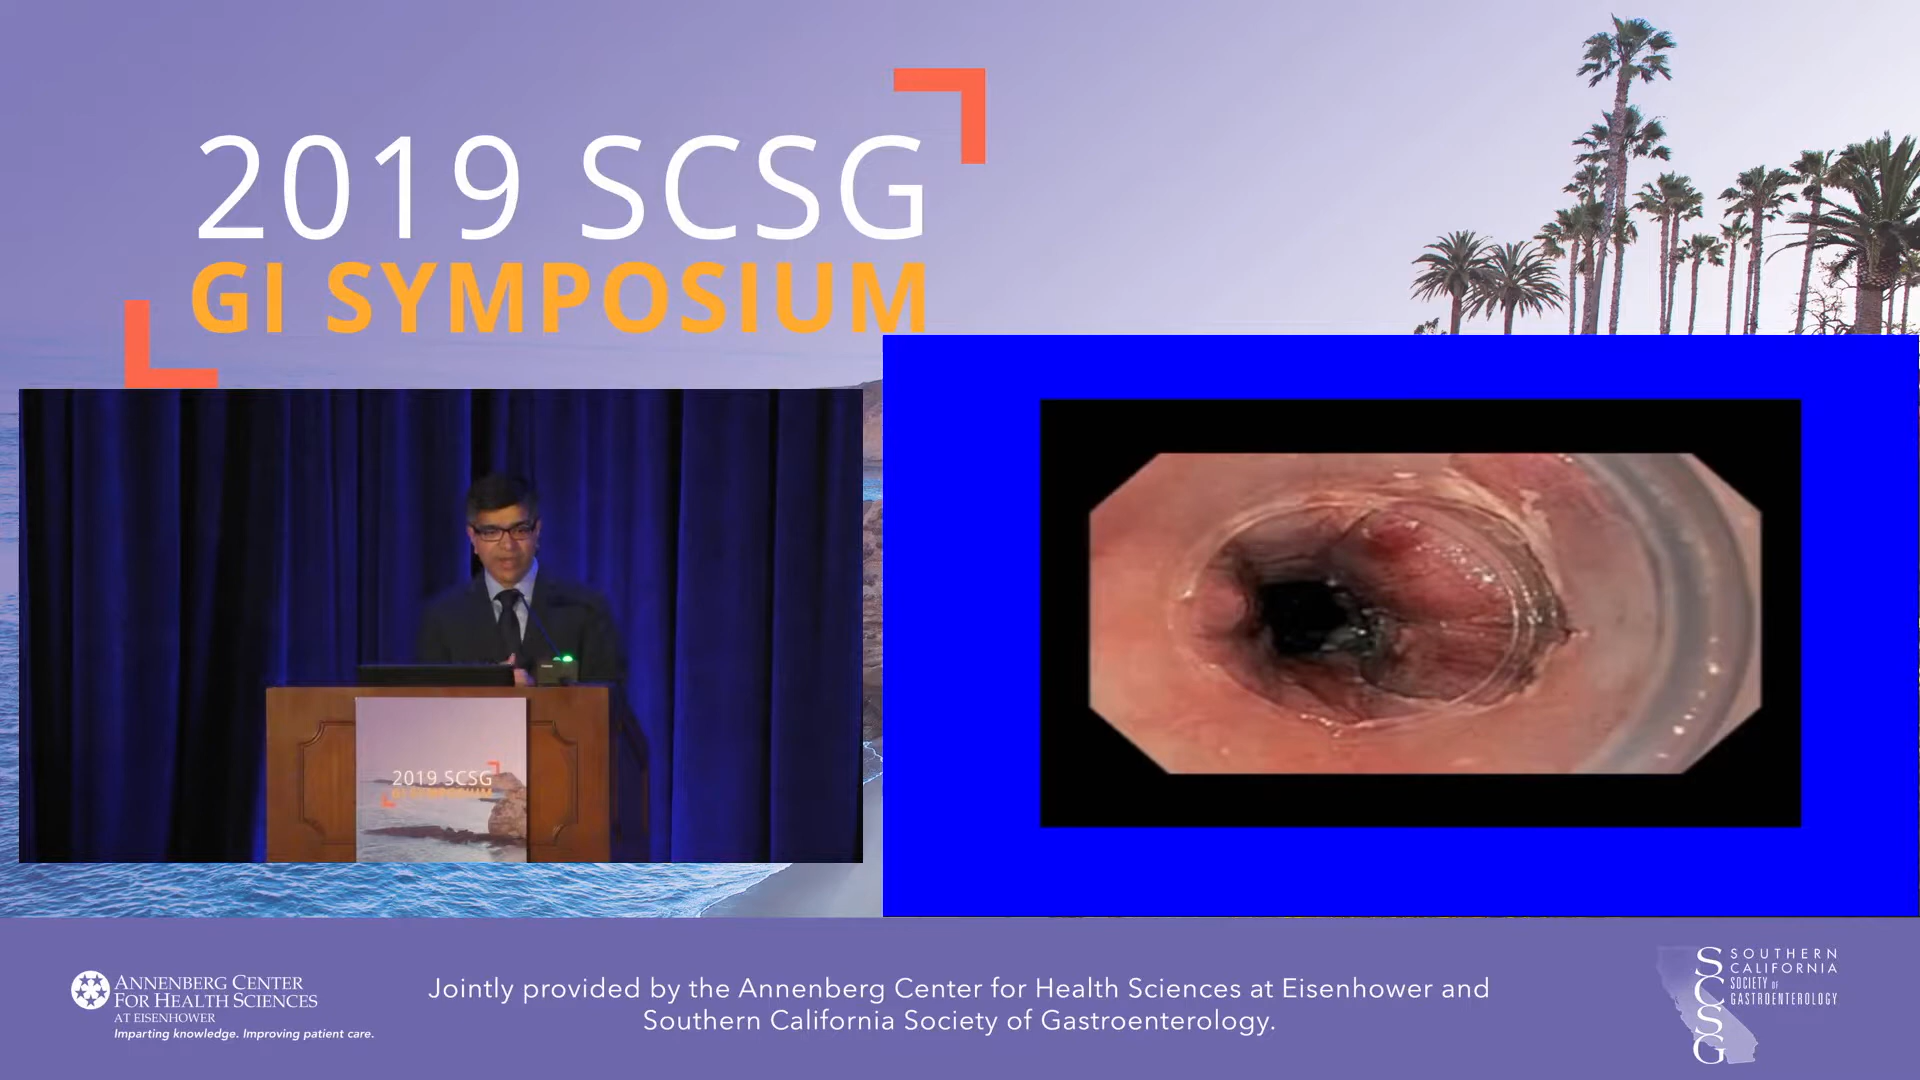 2019 SCSG
GI SYMPOSIUM
2019 SCSG
GI SYMPOSIUM
ANNENBERG CENTER
FOR HEALTH SCIENCES
AT EISENHOWER
Imparting knowledge. Improving patient care.
Jointly provided by the Annenberg Center for Health Sciences at Eisenhower and
Southern California Society of Gastroenterology.
SCSG
SOUTHERN
CALIFORNIA
SOCIETY OF
GASTROENTEROLOGY